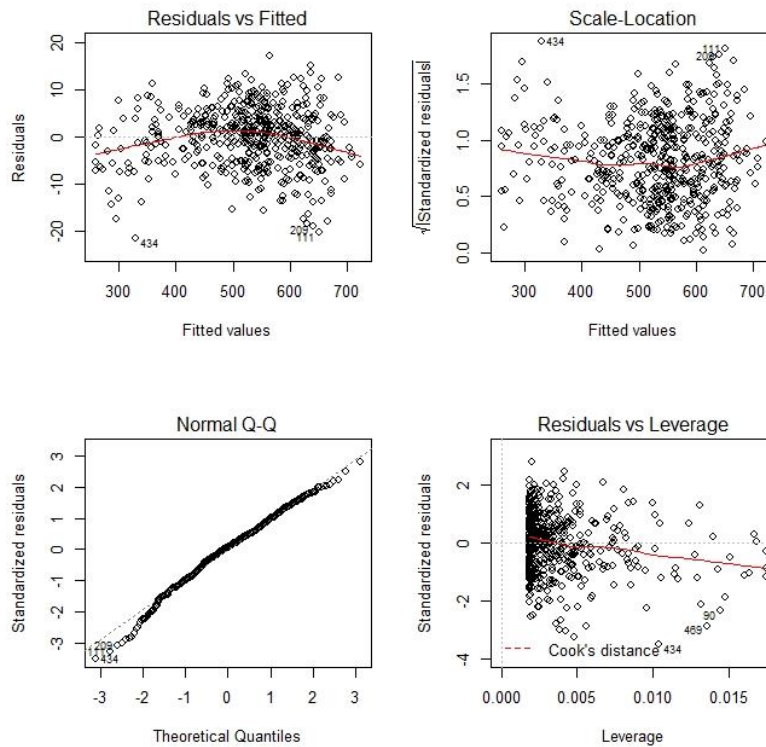 Residuals vs Fitted
Residuals
20
10
0
-10
-20
434
209
111
300 400 500 600 700
Fitted values
Scale-Location
√|Standardized residuals|
1.5
1.0
0.5
0.0
434
111
209
300 400 500 600 700
Fitted values
Normal Q-Q
Standardized residuals
3
2
1
0
-1
-2
-3
209
111
434
-3 -2 -1 0 1 2 3
Theoretical Quantiles
Residuals vs Leverage
Standardized residuals
2
0
-2
-4
90
469
434
Cook's distance
0.000 0.005 0.010 0.015
Leverage